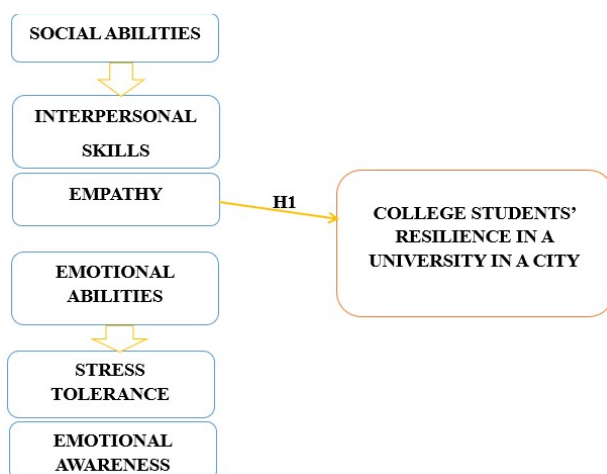 SOCIAL ABILITIES
INTERPERSONAL
SKILLS
EMPATHY
H1
COLLEGE STUDENTS’
RESILIENCE IN A
UNIVERSITY IN A CITY
EMOTIONAL
ABILITIES
STRESS
TOLERANCE
EMOTIONAL
AWARENESS